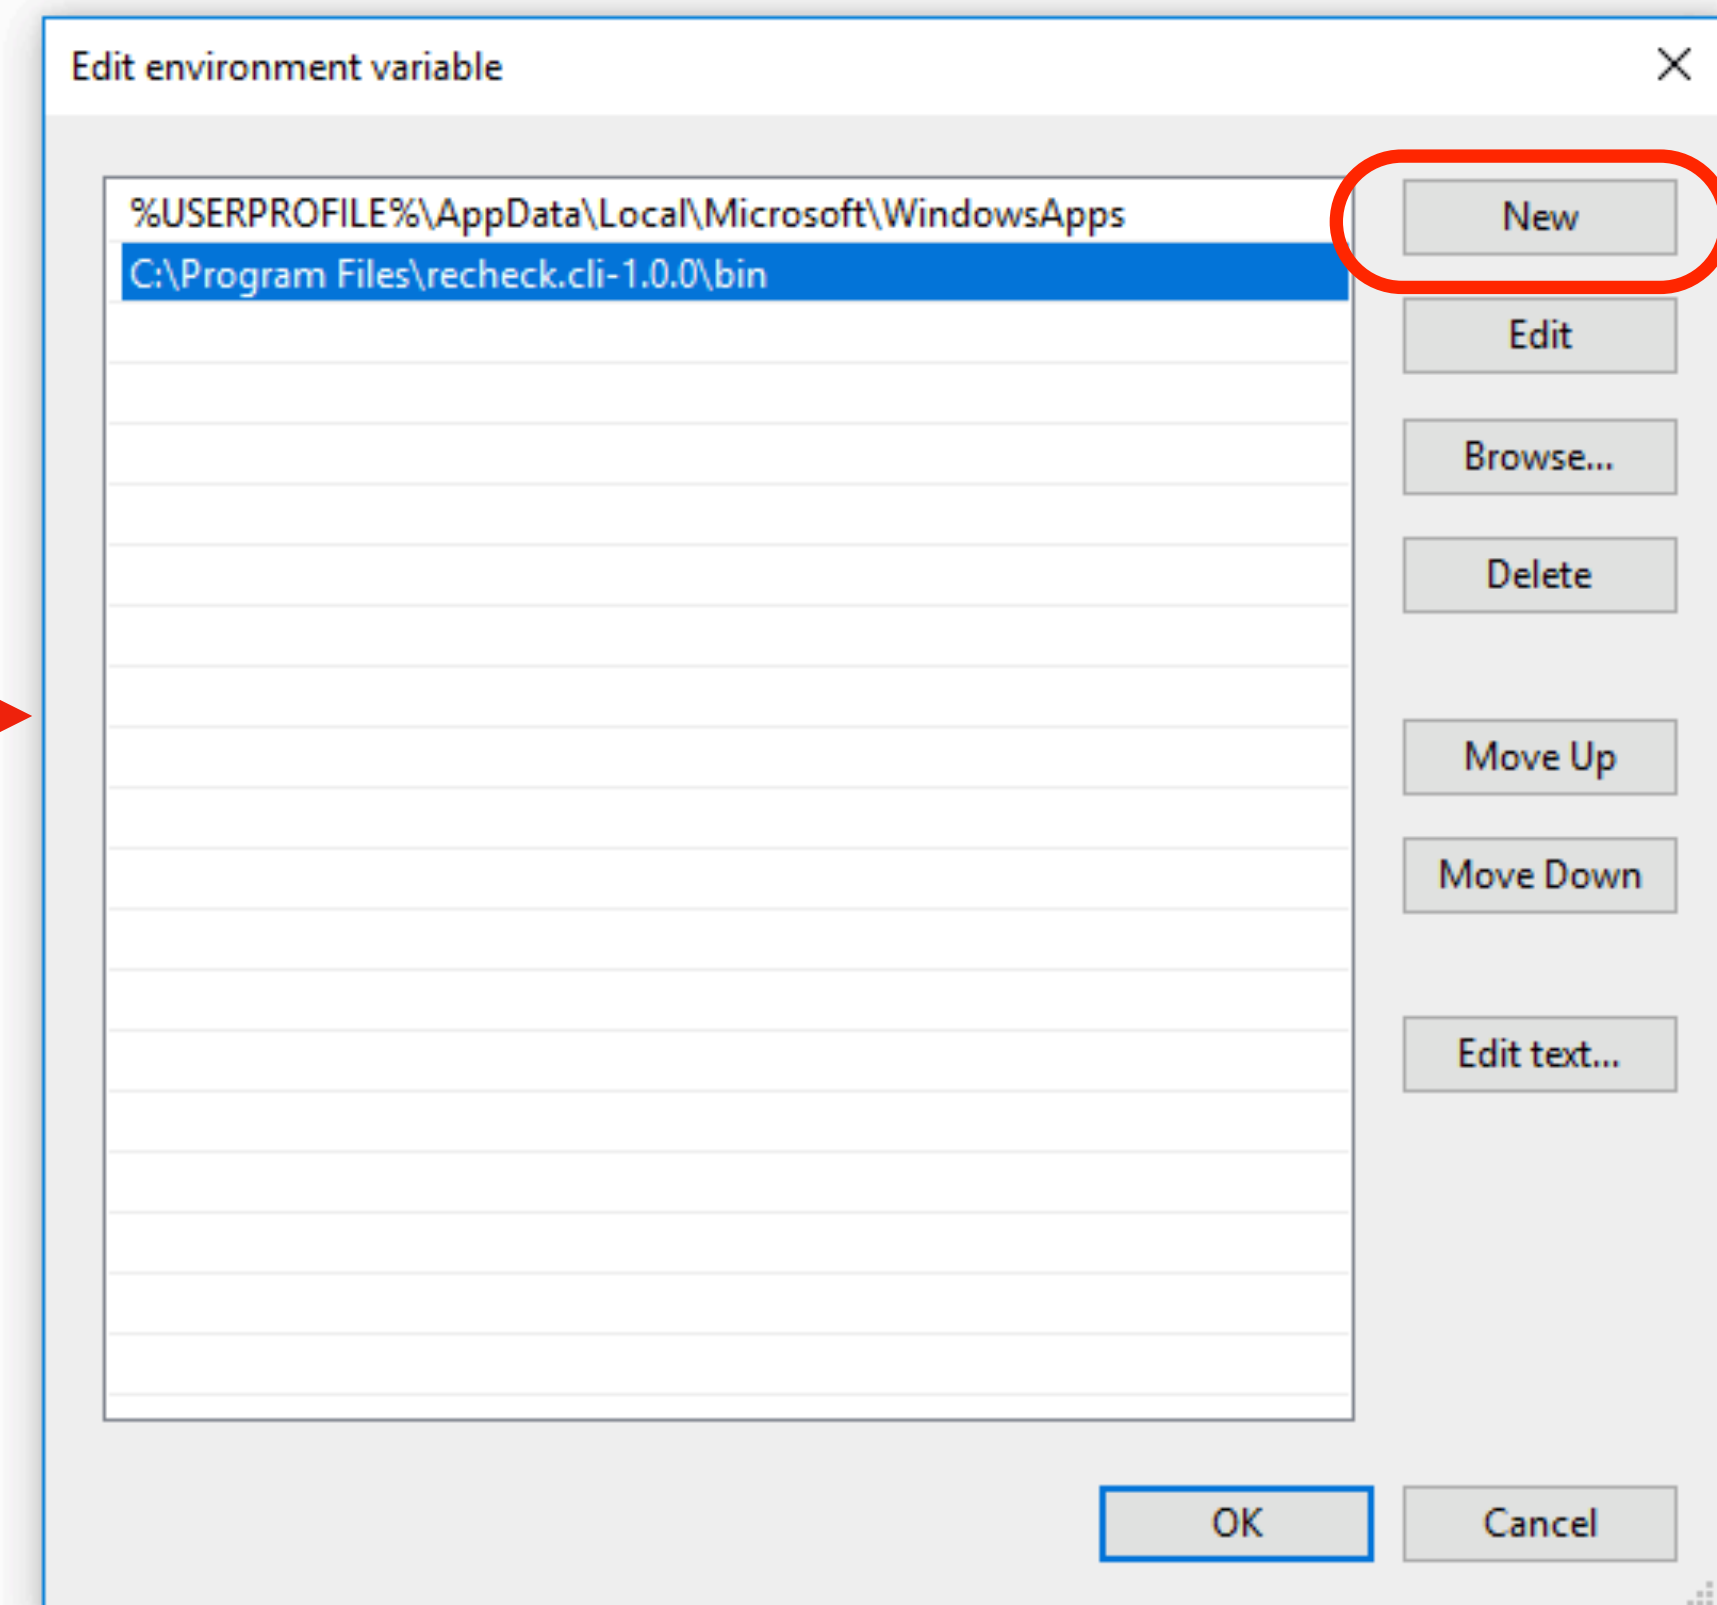 Edit environment variable
%USERPROFILE%\AppData\Local\Microsoft\WindowsApps
C:\Program Files\recheck.cli-1.0.0\bin
New
Edit
Browse...
Delete
Move Up
Move Down
Edit text...
OK
Cancel